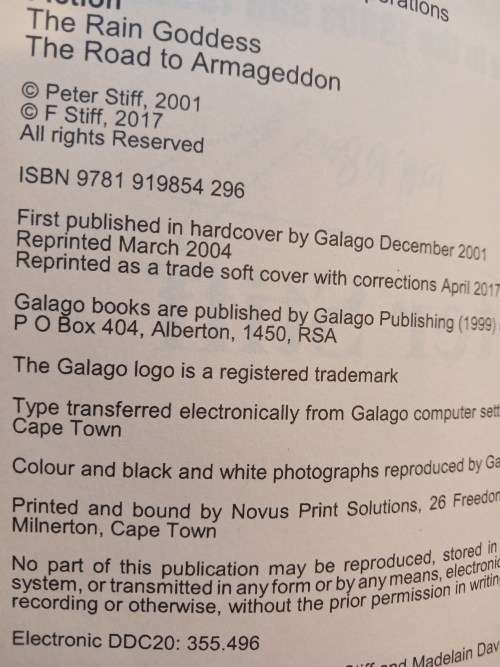 Fiction
The Rain Goddess
The Road to Armageddon
© Peter Stiff, 2001
© F Stiff, 2017
All rights Reserved
ISBN 9781 919854 296
First published in hardcover by Galago December 2001
Reprinted March 2004
Reprinted as a trade soft cover with corrections April 2017
Galago books are published by Galago Publishing (1999)
P O Box 404, Alberton, 1450, RSA
The Galago logo is a registered trademark
Type transferred electronically from Galago computer
Cape Town
Colour and black and white photographs reproduced by
Printed and bound by Novus Print Solutions, 26
Milnerton, Cape Town
No part of this publication may be reproduced, stored in
system, or transmitted in any form or by any means,
recording or otherwise, without the prior permission in
Electronic DDC20: 355.496
and Madelain